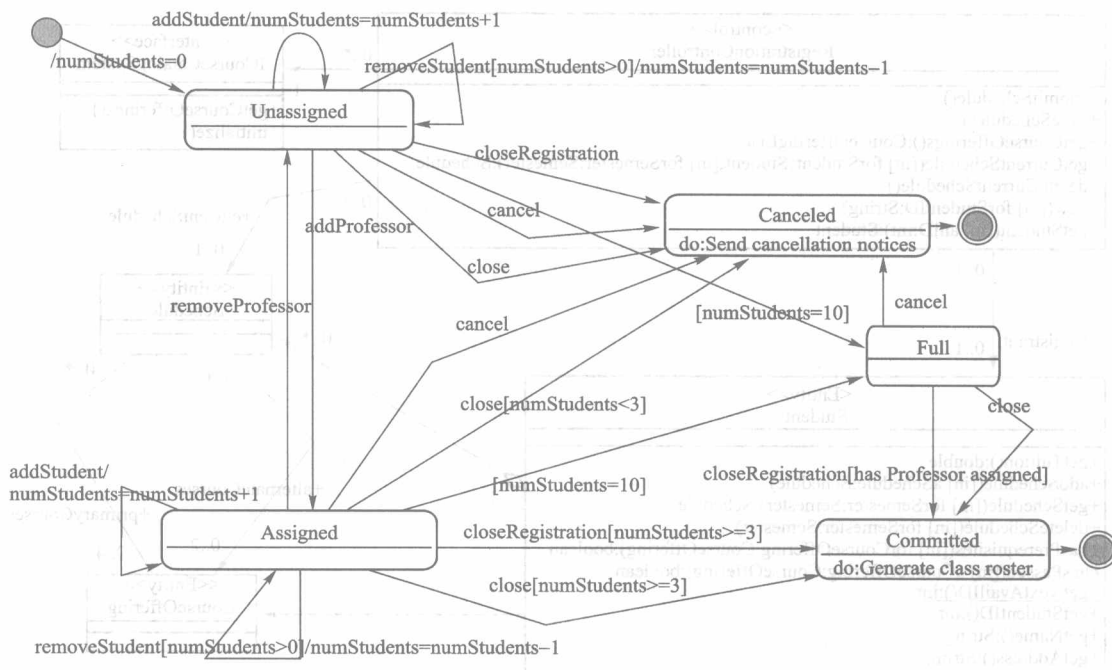 addStudent/numStudents=numStudents+1
/numStudents=0
removeStudent[numStudents>0]/numStudents=numStudents−1
Unassigned
closeRegistration
cancel
Canceled
do:Send cancellation notices
addProfessor
close
removeProfessor
cancel
[numStudents=10]
cancel
Full
close[numStudents<3]
close
addStudent/
numStudents=numStudents+1
[numStudents=10]
closeRegistration[has Professor assigned]
Assigned
closeRegistration[numStudents>=3]
Committed
do:Generate class roster
close[numStudents>=3]
removeStudent[numStudents>0]/numStudents=numStudents−1